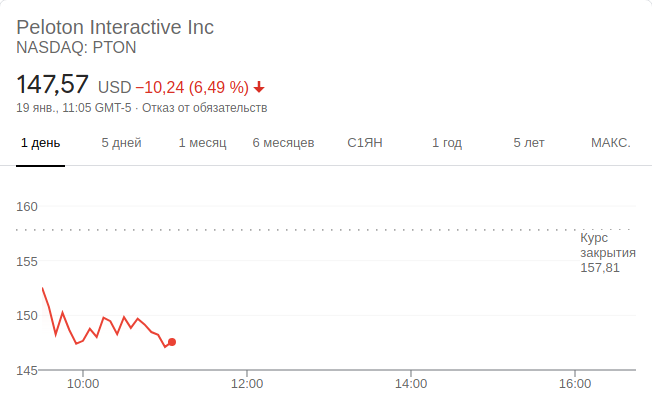 Peloton Interactive Inc
NASDAQ: PTON
147,57 USD −10,24 (6,49 %)
19 янв., 11:05 GMT-5 · Отказ от обязательств
1 день 5 дней 1 месяц 6 месяцев С1ЯН 1 год 5 лет МАКС.
160
Курс
закрытия
157,81
155
150
145
10:00 12:00 14:00 16:00